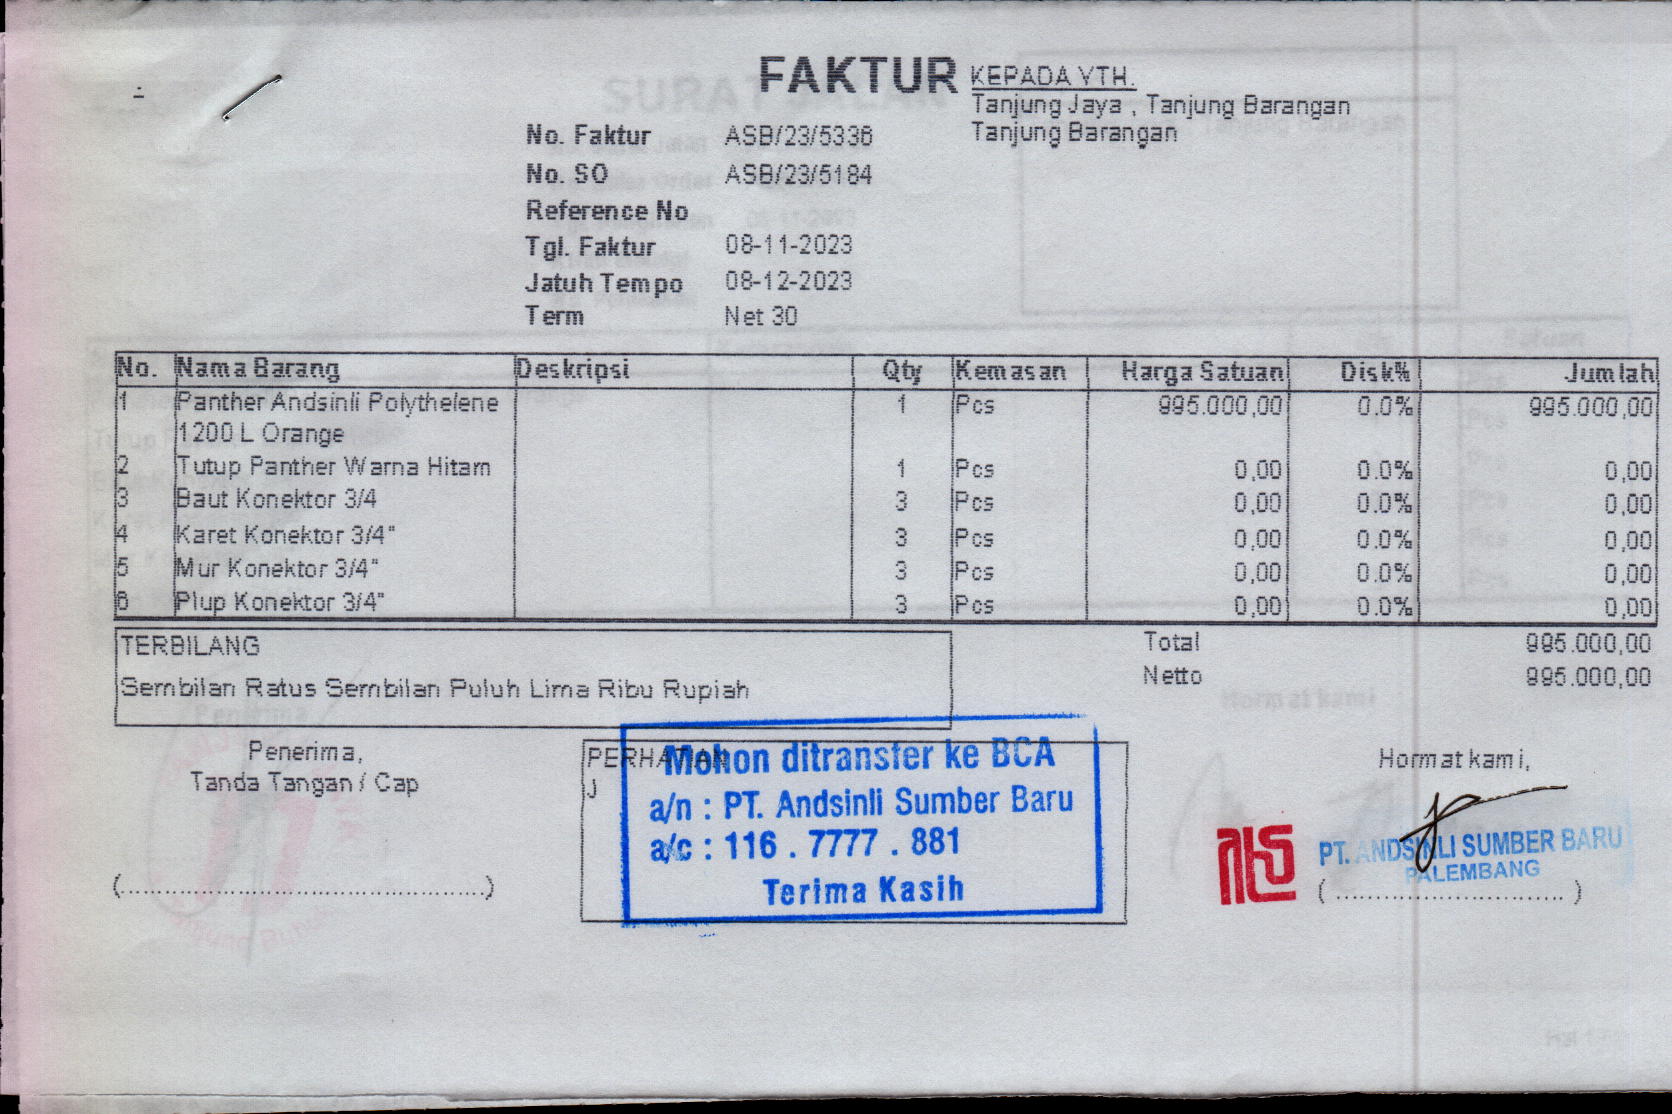 FAKTUR
KEPADA YTH.
Tanjung Jaya , Tanjung Barangan
Tanjung Barangan
No. Faktur ASB/23/5336
No. SO ASB/23/5184
Reference No
Tgl. Faktur 08-11-2023
Jatuh Tempo 08-12-2023
Term Net 30
No. Nama Barang Deskripsi Qty Kemasan Harga Satuan Disk% Jumlah
1 Panther Andsinli Polythelene 1 Pcs 995.000,00 0.0% 995.000,00
1200 L Orange
2 Tutup Panther Warna Hitam 1 Pcs 0,00 0.0% 0,00
3 Baut Konektor 3/4 3 Pcs 0,00 0.0% 0,00
4 Karet Konektor 3/4" 3 Pcs 0,00 0.0% 0,00
5 Mur Konektor 3/4" 3 Pcs 0,00 0.0% 0,00
6 Plup Konektor 3/4" 3 Pcs 0,00 0.0% 0,00
TERBILANG
Sembilan Ratus Sembilan Puluh Lima Ribu Rupiah
Total 995.000,00
Netto 995.000,00
Penerima,
Tanda Tangan / Cap
(....................................................)
PERHATIAN
J
Mohon ditransfer ke BCA
a/n : PT. Andsinli Sumber Baru
a/c : 116 . 7777 . 881
Terima Kasih
Hormat kami,
PT. ANDSINLI SUMBER BARU
PALEMBANG
( ................................ )